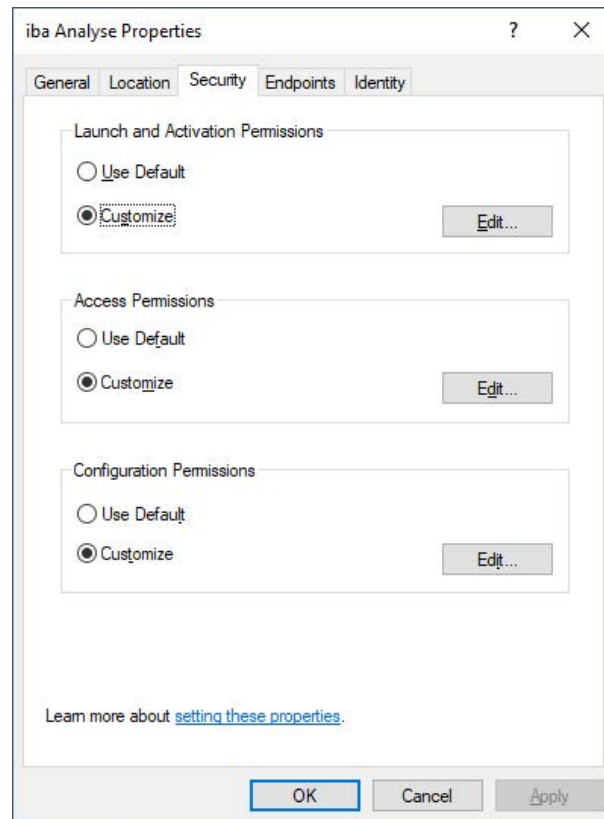 iba Analyse Properties ?
General Location Security Endpoints Identity
Launch and Activation Permissions
Use Default
Customize
Edit...
Access Permissions
Use Default
Customize
Edit...
Configuration Permissions
Use Default
Customize
Edit...
Learn more about setting these properties.
OK Cancel Apply